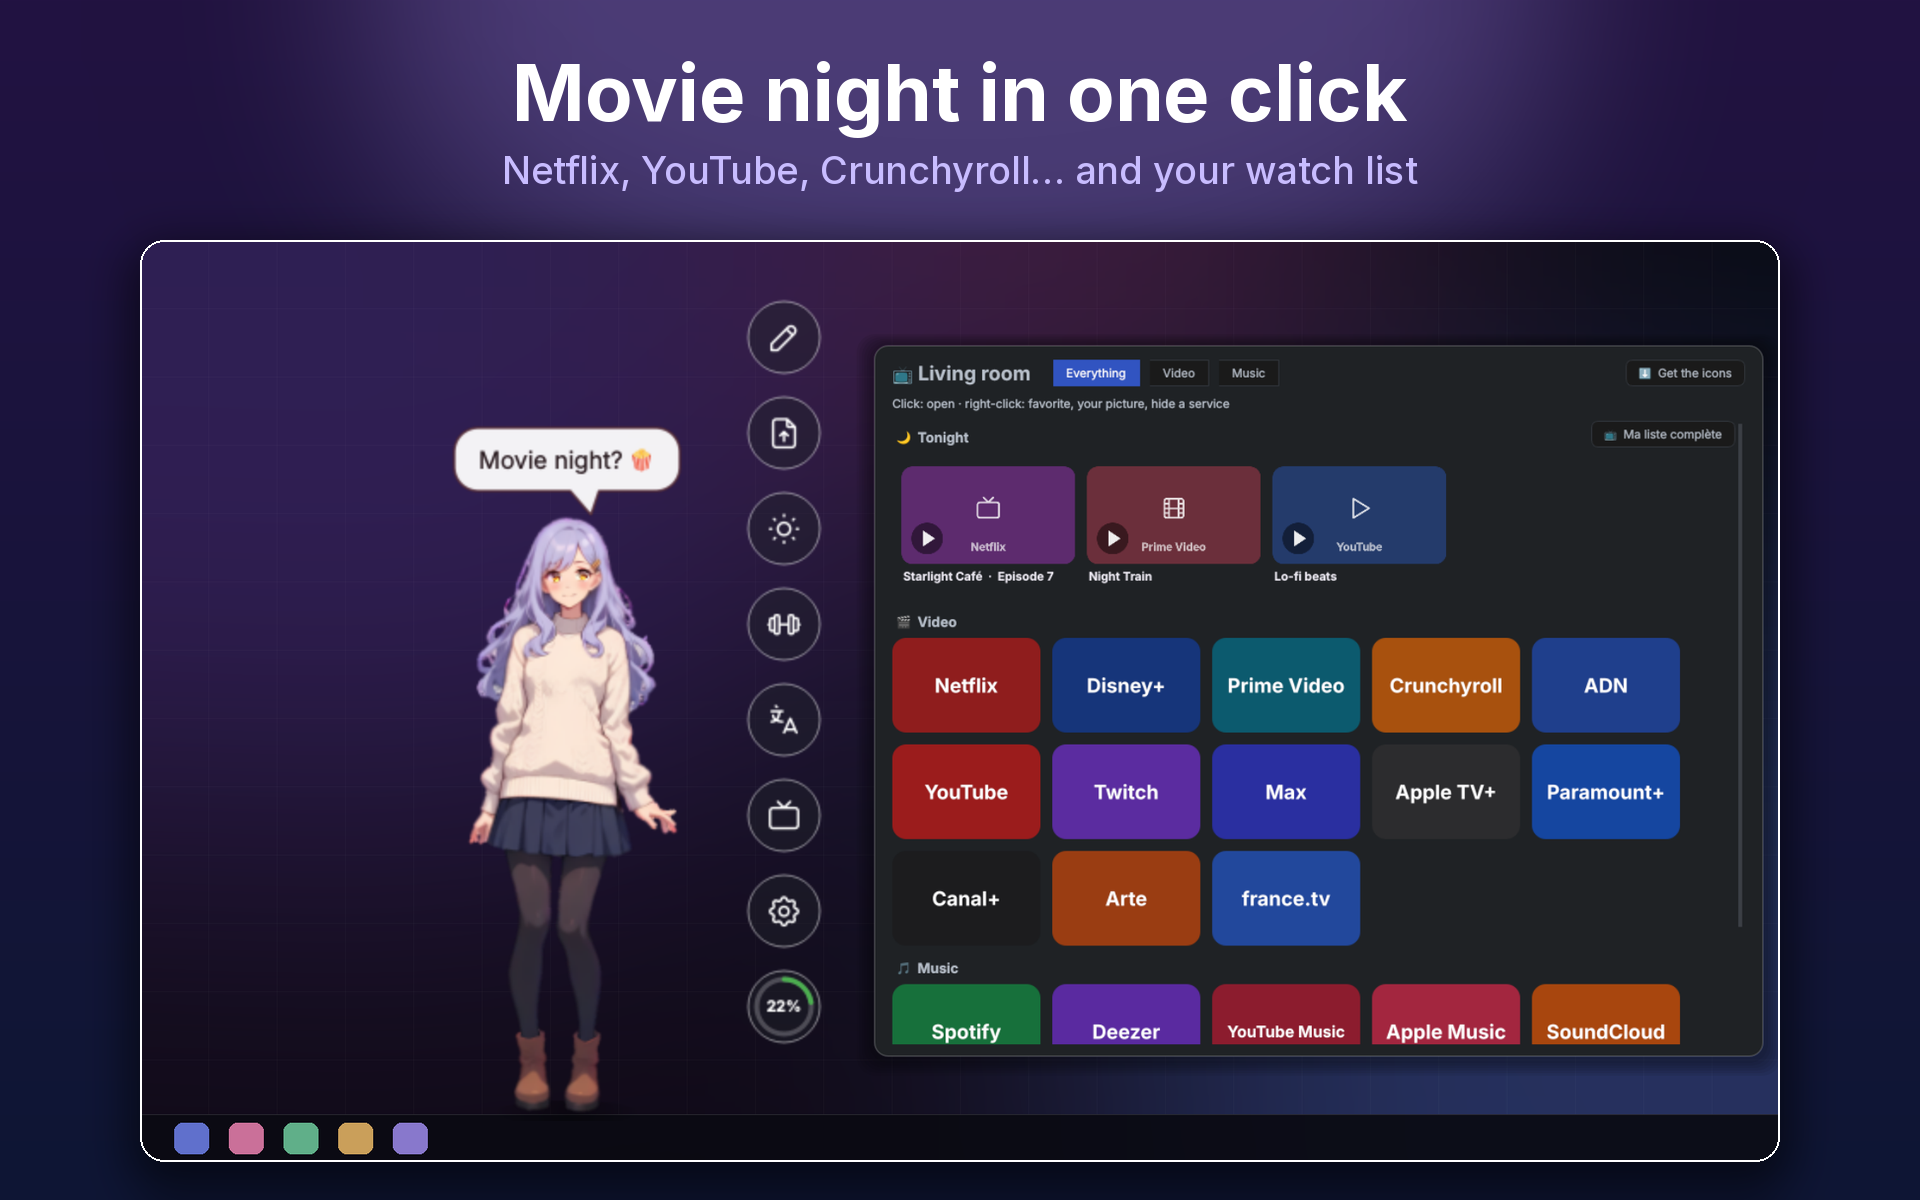 Movie night in one click
Netflix, YouTube, Crunchyroll... and your watch list
Movie night?
22%
Living room
Everything
Video
Music
Get the icons
Click: open · right-click: favorite, your picture, hide a service
Tonight
Ma liste complète
Netflix
Prime Video
YouTube
Starlight Café · Episode 7
Night Train
Lo-fi beats
Video
Netflix
Disney+
Prime Video
Crunchyroll
ADN
YouTube
Twitch
Max
Apple TV+
Paramount+
Canal+
Arte
france.tv
Music
Spotify
Deezer
YouTube Music
Apple Music
SoundCloud